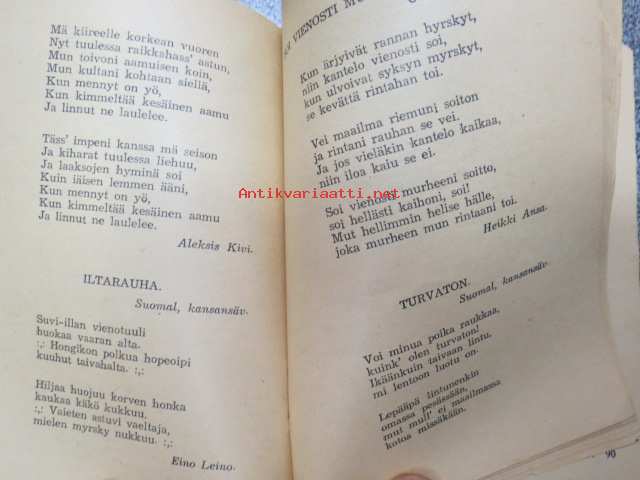 Mä kiireelle korkean vuoren
Nyt tuulessa raikkahass' astun,
Mun toivoni aamuisen koin,
Mun kultani kohtaan siellä,
Kun mennyt on yö,
Kun kimmeltää kesäinen aamu
Ja linnut ne laulelee.
Täss' impeni kanssa mä seison
Ja kiharat tuulessa liehuu,
Ja laaksojen hyminä soi
Kuin iäisen lemmen ääni,
Kun mennyt on yö,
Kun kimmeltää kesäinen aamu
Ja linnut ne laulelee.
Aleksis Kivi.
ILTARAUHA.
Suomal, kansansäv.
Suvi-illan vienotuuli
huokaa vaaran alta.
:,: Hongikon polkua hopeoipi
kuuhut taivahalta. :,:
Hiljaa huojuu korven honka
kaukaa käkö kukkuu.
:,: Vaieten astuvi vaeltaja,
mielen myrsky nukkuu. :,:
Eino Leino.
VIENOSTI
Kun ärjyivät rannan hyrskyt,
niin kantelo vienosti soi,
kun ulvoivat syksyn myrskyt,
se kevättä rintahan toi.
Vei maailma riemuni soiton
ja rintani rauhan se vei.
Ja jos vieläkin kantelo kaikaa,
niin iloa kaiu se ei.
Soi vienosti murheeni soitto,
soi hellästi kaihoni, soi!
Mut hellimmin helise hälle,
joka murheen mun rintaani toi.
Heikki Ansa.
TURVATON.
Suomal, kansansäv.
Voi minua poika raukkaa,
kuink' olen turvaton!
Ikälinkuin taivaan lintu,
mi lentoon luotu on.
Lepäjipä lintunenkin
omassa pesässään,
mut mull' ei maailmassa
kotoa missäkään.
90
Antikvariaatti.net